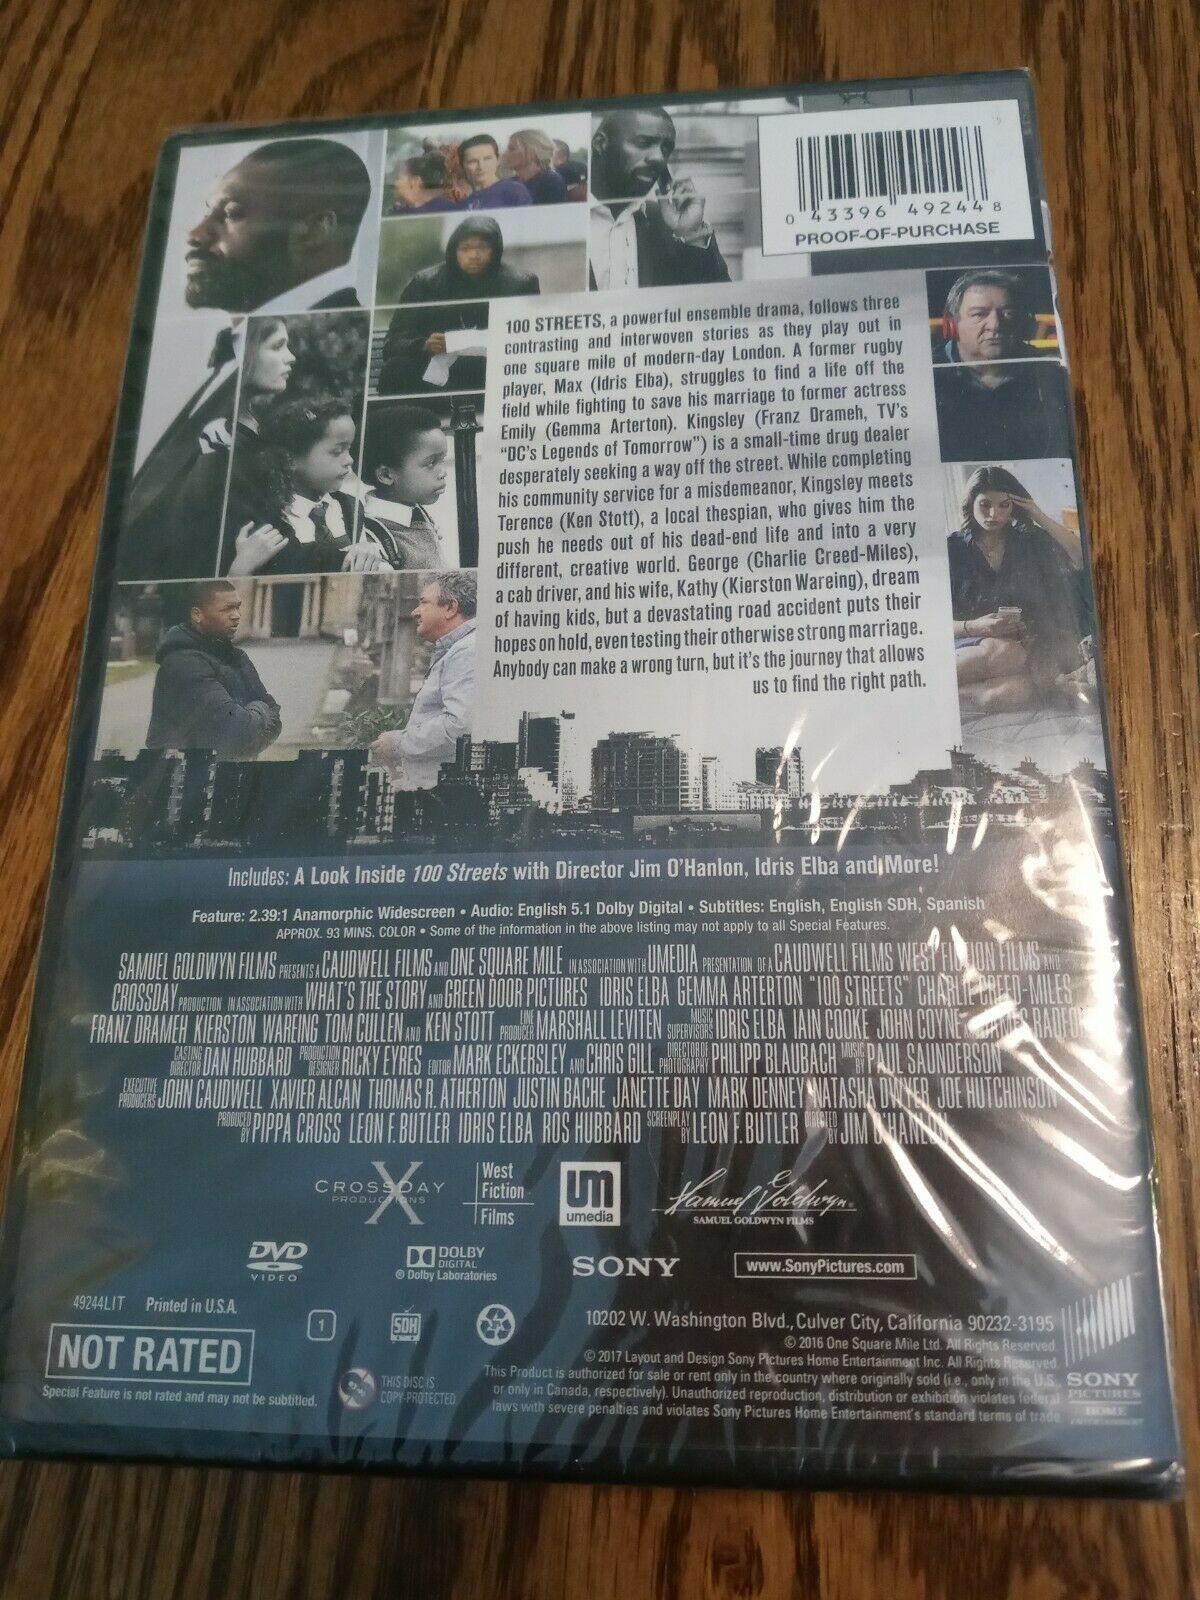 0 43396 49244 8
PROOF-OF-PURCHASE
100 STREETS, a powerful ensemble drama, follows three
contrasting and interwoven stories as they play out in
one square mile of modern-day London. A former rugby
player, Max (Idris Elba), struggles to find a life off the
field while fighting to save his marriage to former actress
Emily (Gemma Arterton). Kingsley (Franz Drameh, TV's
"DC's Legends of Tomorrow") is a small-time drug dealer
desperately seeking a way off the street. While completing
his community service for a misdemeanor, Kingsley meets
Terence (Ken Stott), a local thespian, who gives him the
push he needs out of his dead-end life and into a very
different, creative world. George (Charlie Creed-Miles),
a cab driver, and his wife, Kathy (Kierston Wareing), dream
of having kids, but a devastating road accident puts their
hopes on hold, even testing their otherwise strong marriage.
Anybody can make a wrong turn, but it's the journey that allows
us to find the right path.
Includes: A Look Inside 100 Streets with Director Jim O'Hanlon, Idris Elba and More!
Feature: 2.39:1 Anamorphic Widescreen • Audio: English 5.1 Dolby Digital • Subtitles: English, English SDH, Spanish
APPROX. 93 MINS. COLOR • Some of the information in the above listing may not apply to all Special Features.
SAMUEL GOLDWYN FILMS PRESENTS A CAUDWELL FILMS AND ONE SQUARE MILE IN ASSOCIATION WITH UMEDIA PRESENTATION OF A CAUDWELL FILMS WEST FICTION FILMS AND
CROSSDAY PRODUCTION IN ASSOCIATION WITH WHAT'S THE STORY AND GREEN DOOR PICTURES IDRIS ELBA GEMMA ARTERTON "100 STREETS" CHARLIE CREED-MILES
FRANZ DRAMEH KIERSTON WAREING TOM CULLEN AND KEN STOTT LINE PRODUCER MARSHALL LEVITEN MUSIC SUPERVISORS IDRIS ELBA IAIN COOKE JOHN COYNE
CASTING DIRECTOR DAN HUBBARD PRODUCTION DESIGNER RICKY EYRES EDITOR MARK ECKERSLEY AND CHRIS GILL DIRECTOR OF PHOTOGRAPHY PHILIPP BLAUBACH MUSIC BY PAUL SAUNDERSON
EXECUTIVE PRODUCERS JOHN CAUDWELL XAVIER ALCAN THOMAS R. ATHERTON JUSTIN BACHE JANETTE DAY MARK DENNEY NATASHA DWYER JOE HUTCHINSON
PRODUCED BY PIPPA CROSS LEON F. BUTLER IDRIS ELBA ROS HUBBARD SCREENPLAY BY LEON F. BUTLER DIRECTED BY JIM O'HANLON
CROSSDAY
PRODUCTIONS
X
West
Fiction
Films
um
umedia
Samuel Goldwyn
SAMUEL GOLDWYN FILMS
DVD
VIDEO
DOLBY
DIGITAL
® Dolby Laboratories
SONY
www.SonyPictures.com
49244LIT Printed in U.S.A.
1
SDH
NOT RATED
Special Feature is not rated and may not be subtitled.
THIS DISC IS
COPY-PROTECTED.
10202 W. Washington Blvd., Culver City, California 90232-3195
© 2016 One Square Mile Ltd. All Rights Reserved.
© 2017 Layout and Design Sony Pictures Home Entertainment Inc. All Rights Reserved.
This Product is authorized for sale or rent only in the country where originally sold (i.e., only in the U.S.
or only in Canada, respectively). Unauthorized reproduction, distribution or exhibition violates federal
laws with severe penalties and violates Sony Pictures Home Entertainment's standard terms of trade
SONY
PICTURES
HOME
ENTERTAINMENT